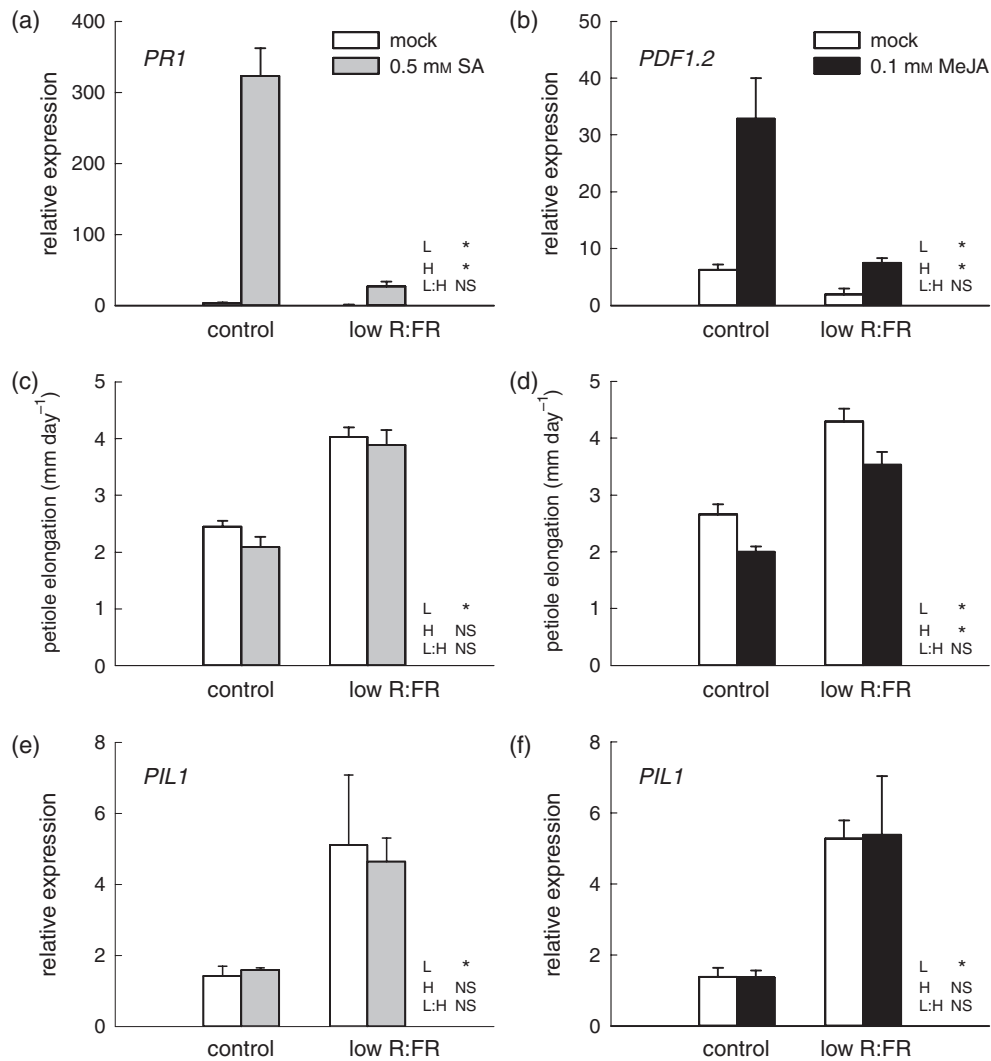 (a)
400
300
200
100
0
relative expression
PR1
mock
0.5 mM SA
L *
H *
L:H NS
control low R:FR
(b)
50
40
30
20
10
0
relative expression
PDF1.2
mock
0.1 mM MeJA
L *
H *
L:H NS
control low R:FR
(c)
5
4
3
2
1
0
petiole elongation (mm day⁻¹)
L *
H NS
L:H NS
control low R:FR
(d)
5
4
3
2
1
0
petiole elongation (mm day⁻¹)
L *
H *
L:H NS
control low R:FR
(e)
8
6
4
2
0
relative expression
PIL1
L *
H NS
L:H NS
control low R:FR
(f)
8
6
4
2
0
relative expression
PIL1
L *
H NS
L:H NS
control low R:FR